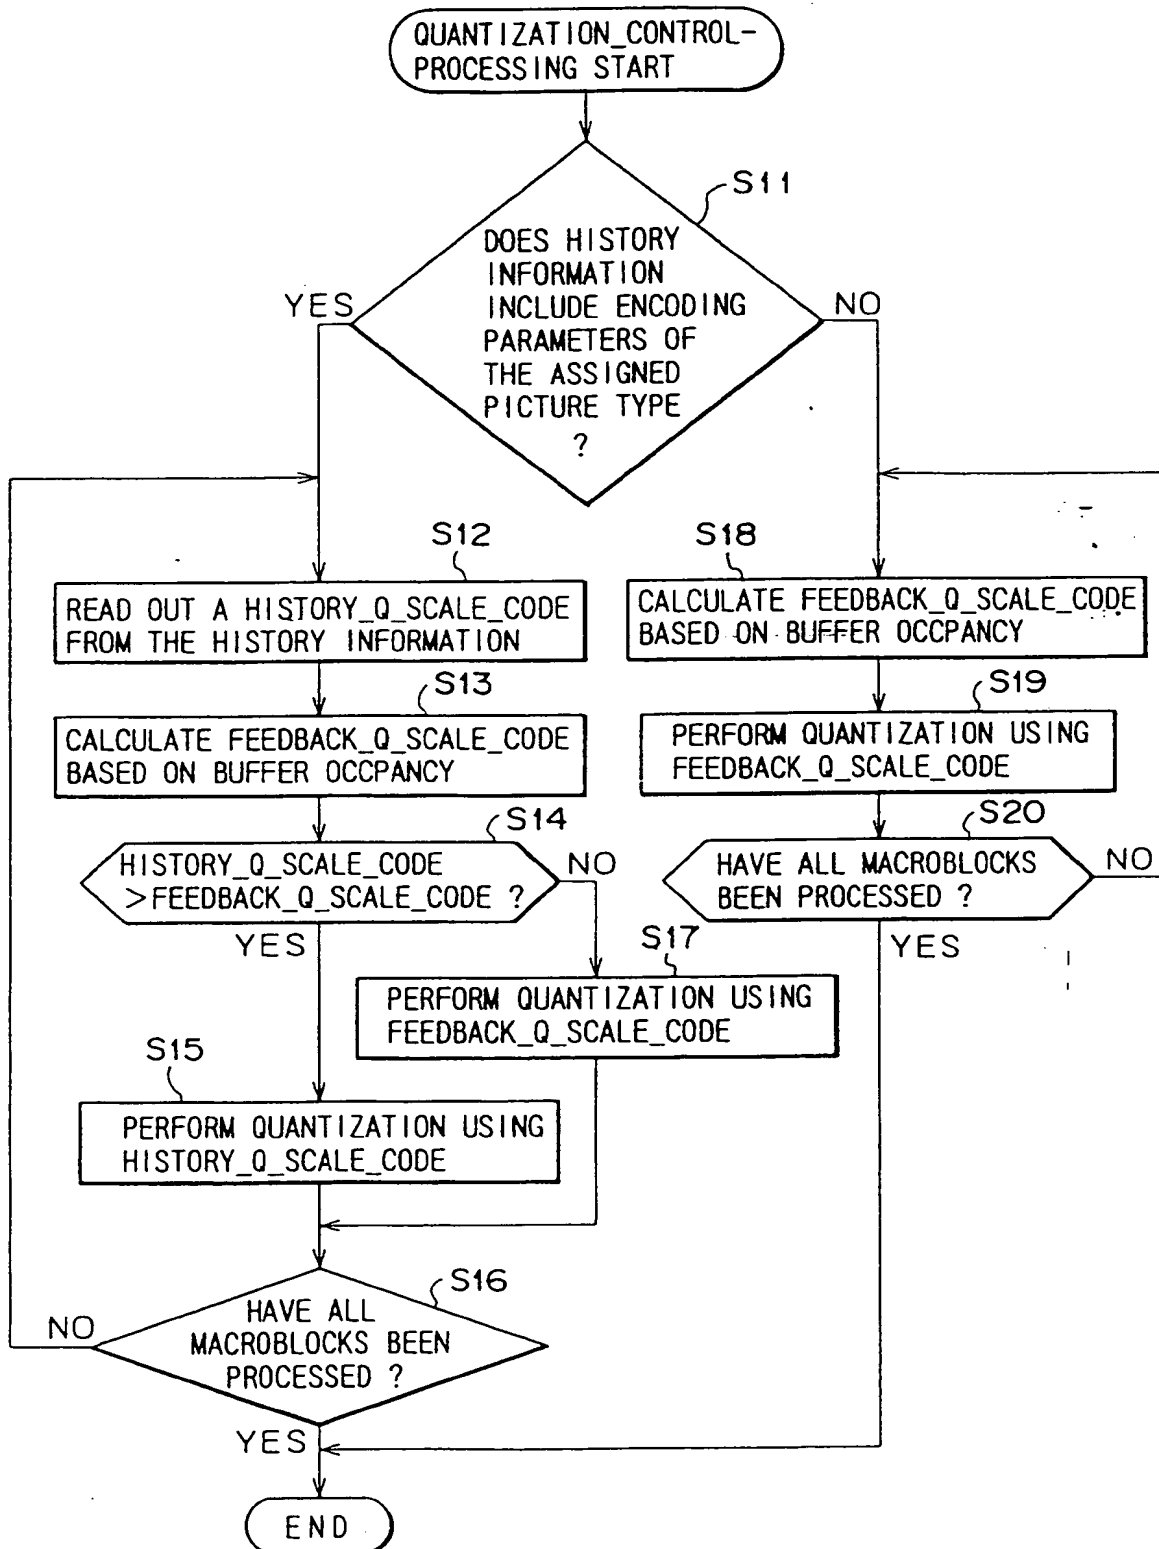 QUANTIZATION_CONTROL-
PROCESSING START
S11
DOES HISTORY
INFORMATION
INCLUDE ENCODING
PARAMETERS OF
THE ASSIGNED
PICTURE TYPE
?
YES
NO
S12
READ OUT A HISTORY_Q_SCALE_CODE
FROM THE HISTORY INFORMATION
S13
CALCULATE FEEDBACK_Q_SCALE_CODE
BASED ON BUFFER OCCPANCY
S14
HISTORY_Q_SCALE_CODE
>FEEDBACK_Q_SCALE_CODE ?
NO
YES
S17
PERFORM QUANTIZATION USING
FEEDBACK_Q_SCALE_CODE
S15
PERFORM QUANTIZATION USING
HISTORY_Q_SCALE_CODE
S16
HAVE ALL
MACROBLOCKS BEEN
PROCESSED ?
NO
YES
S18
CALCULATE FEEDBACK_Q_SCALE_CODE
BASED ON BUFFER OCCPANCY
S19
PERFORM QUANTIZATION USING
FEEDBACK_Q_SCALE_CODE
S20
HAVE ALL MACROBLOCKS
BEEN PROCESSED ?
NO
YES
END